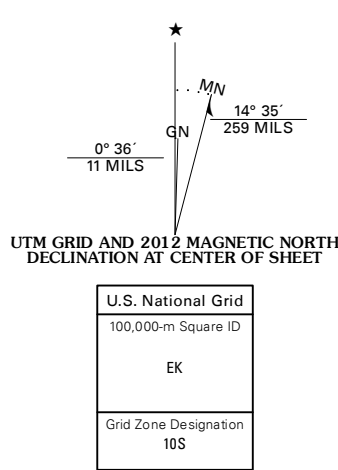 ★
MN
14° 35´
259 MILS
GN
0° 36´
11 MILS
UTM GRID AND 2012 MAGNETIC NORTH
DECLINATION AT CENTER OF SHEET
U.S. National Grid
100,000-m Square ID
EK
Grid Zone Designation
10S